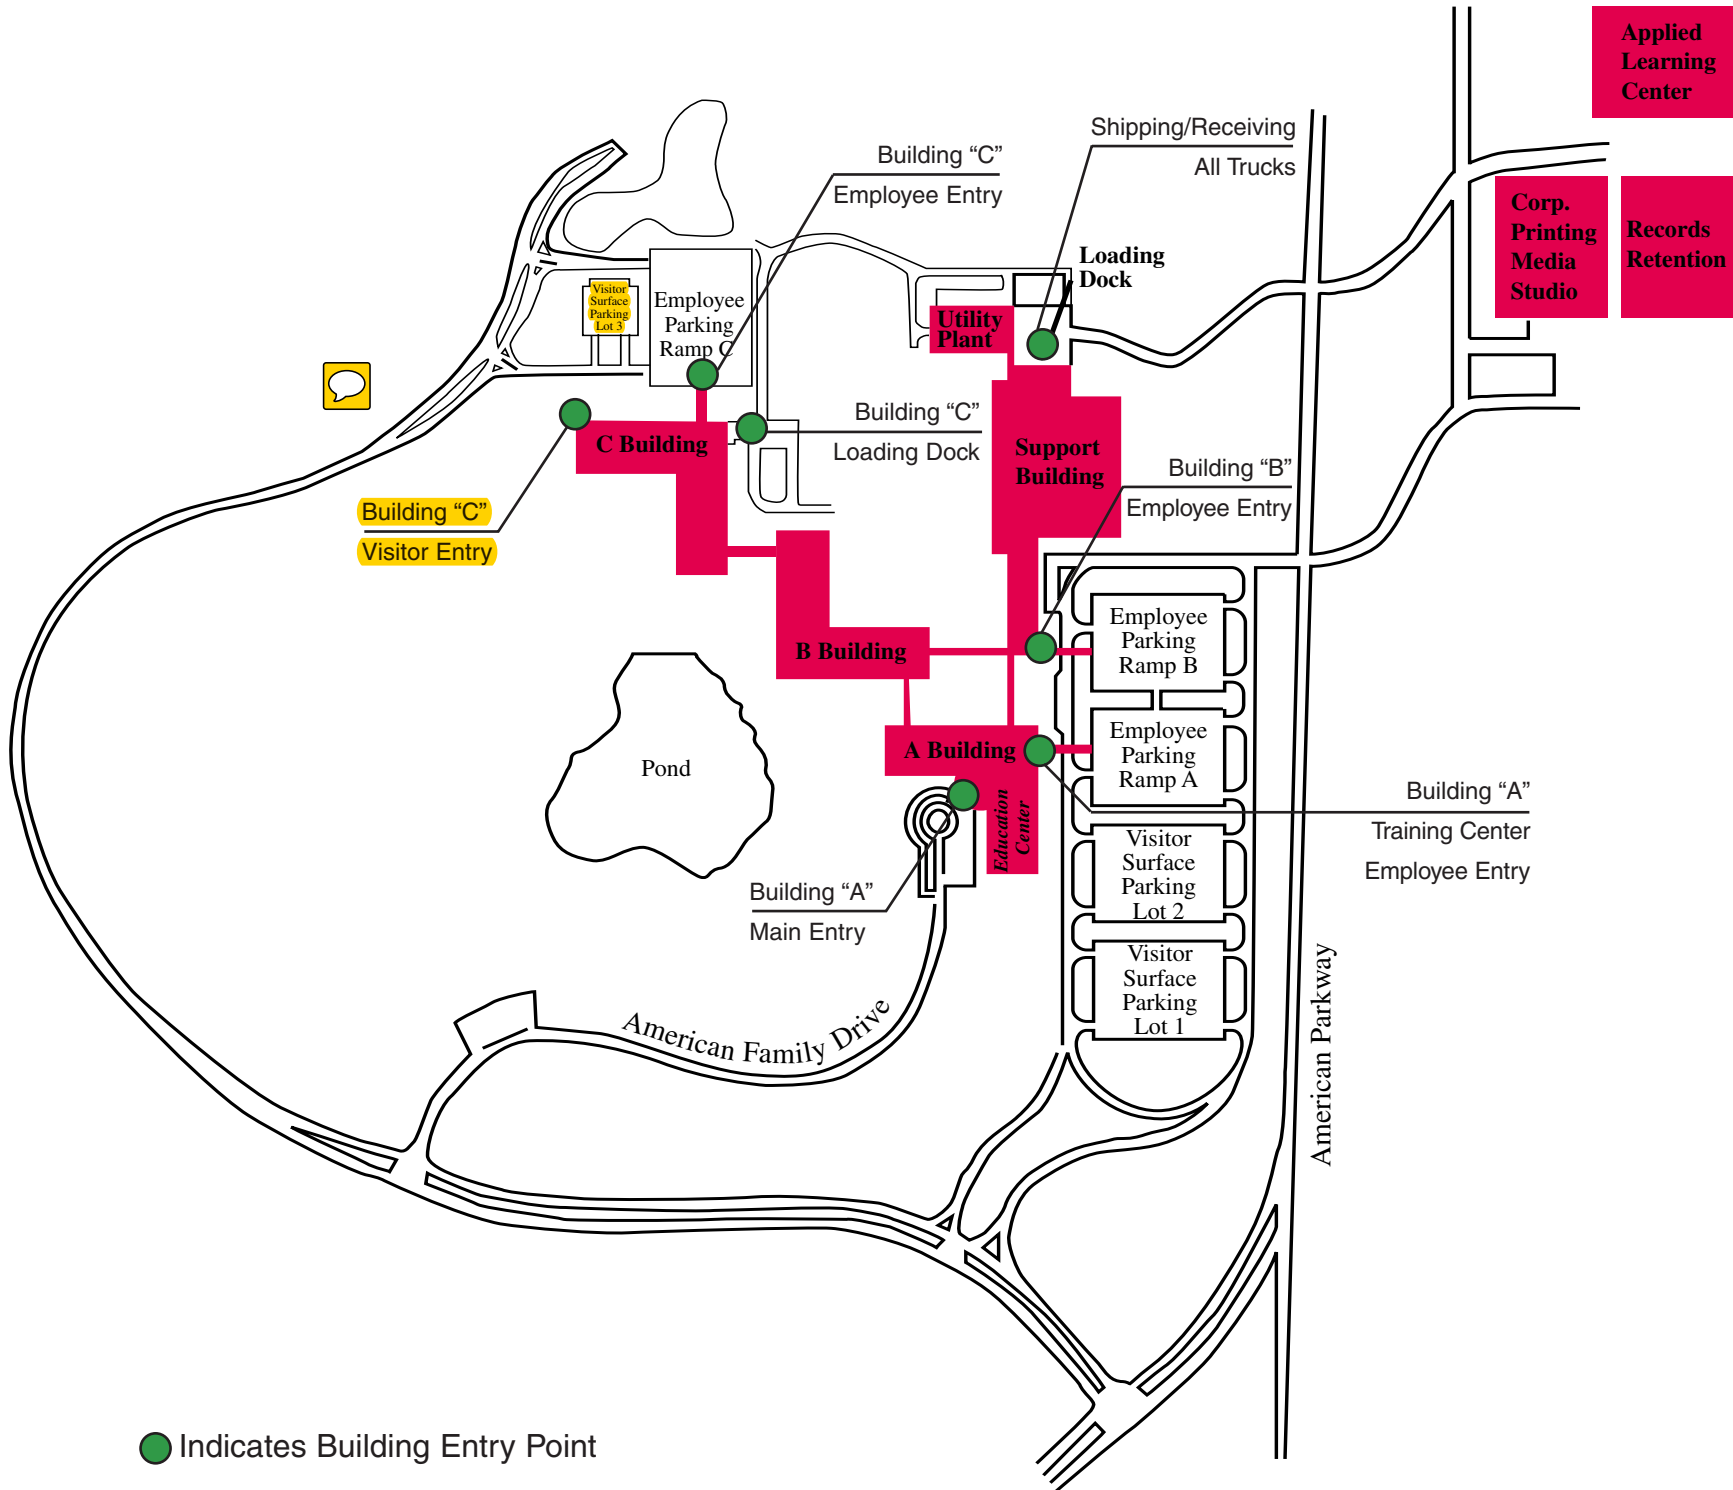 Applied
Learning
Center
Shipping/Receiving
All Trucks
Building “C”
Employee Entry
Corp.
Printing
Media
Studio
Records
Retention
Loading
Dock
Visitor
Surface
Parking
Lot 3
Employee
Parking
Ramp C
Utility
Plant
Building “C”
Loading Dock
C Building
Support
Building
Building “B”
Employee Entry
Building “C”
Visitor Entry
Employee
Parking
Ramp B
B Building
Employee
Parking
Ramp A
A Building
Pond
Education
Center
Building “A”
Training Center
Employee Entry
Visitor
Surface
Parking
Lot 2
Building “A”
Main Entry
Visitor
Surface
Parking
Lot 1
American Family Drive
American Parkway
Indicates Building Entry Point